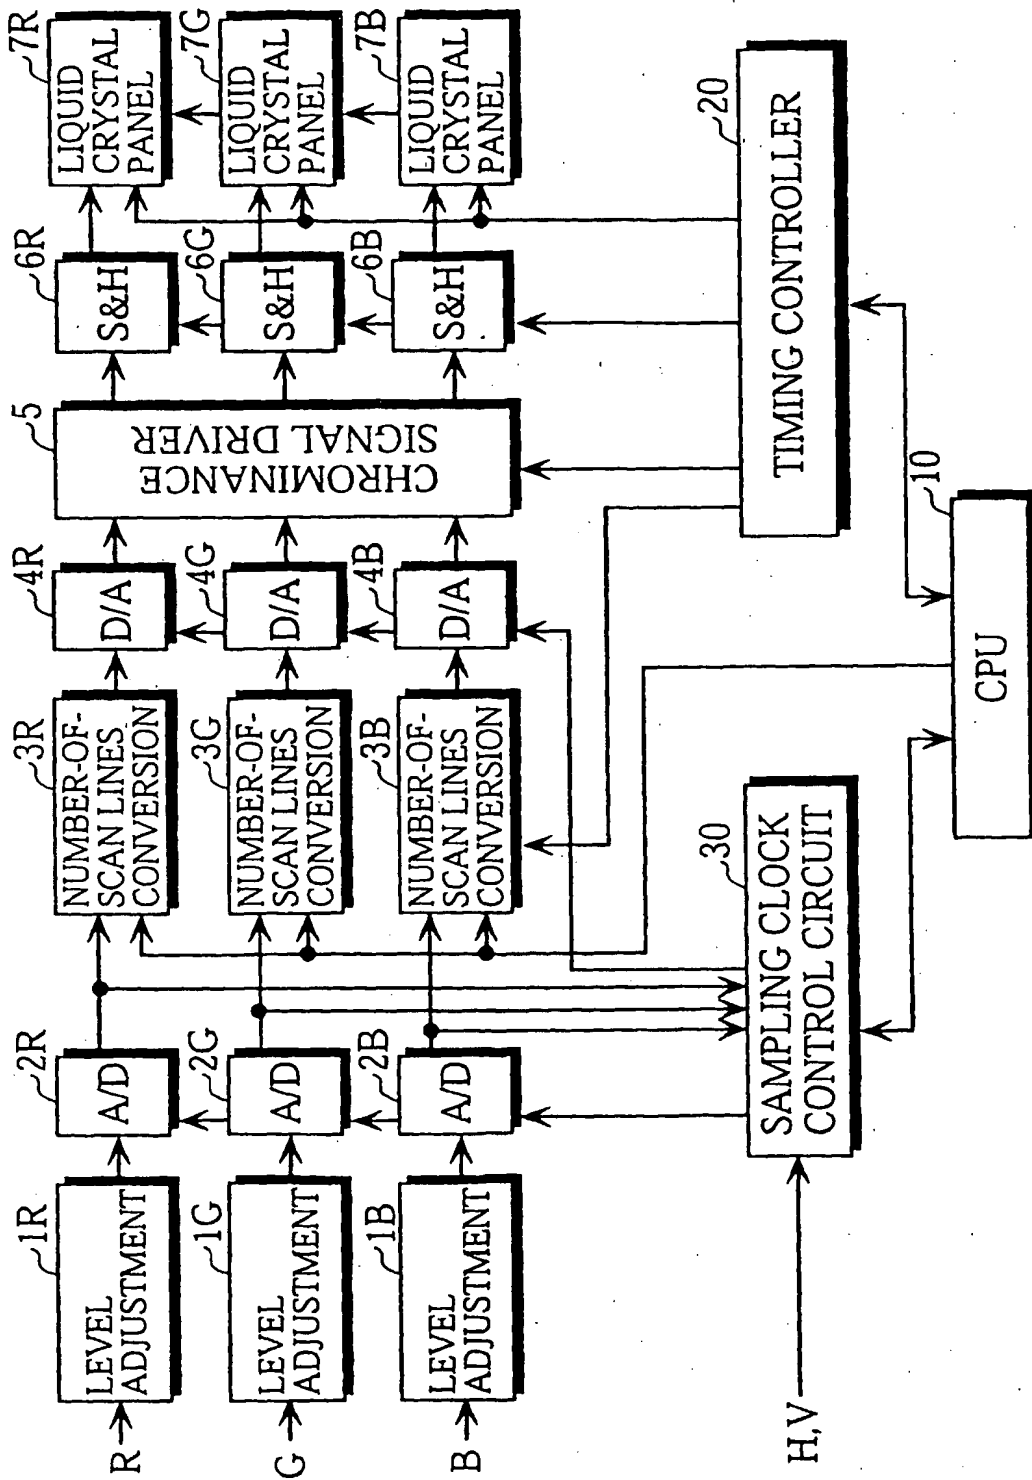 R
LEVEL
ADJUSTMENT
1R
A/D
2R
NUMBER-OF-
SCAN LINES
CONVERSION
3R
D/A
4R
CHROMINANCE
SIGNAL DRIVER
5
S&H
6R
LIQUID
CRYSTAL
PANEL
7R
G
LEVEL
ADJUSTMENT
1G
A/D
2G
NUMBER-OF-
SCAN LINES
CONVERSION
3G
D/A
4G
S&H
6G
LIQUID
CRYSTAL
PANEL
7G
B
LEVEL
ADJUSTMENT
1B
A/D
2B
NUMBER-OF-
SCAN LINES
CONVERSION
3B
D/A
4B
S&H
6B
LIQUID
CRYSTAL
PANEL
7B
H,V
SAMPLING CLOCK
CONTROL CIRCUIT
30
TIMING CONTROLLER
20
CPU
10